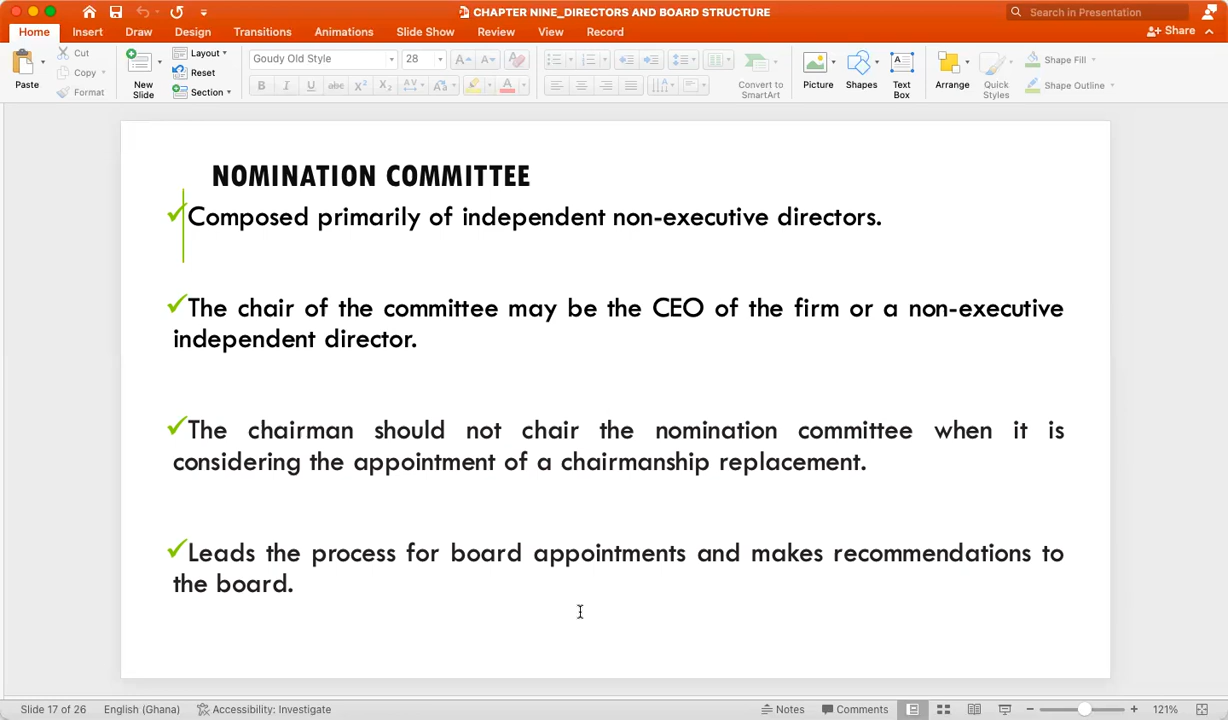 CHAPTER NINE_DIRECTORS AND BOARD STRUCTURE
Search in Presentation
Home Insert Draw Design Transitions Animations Slide Show Review View Record
Share
Paste
Cut
Copy
Format
New Slide
Layout
Reset
Section
Goudy Old Style 28
B I U abc X² X₂ AV Aa A
Convert to SmartArt
Picture
Shapes
Text Box
Arrange
Quick Styles
Shape Fill
Shape Outline
NOMINATION COMMITTEE
Composed primarily of independent non-executive directors.
The chair of the committee may be the CEO of the firm or a non-executive
independent director.
The chairman should not chair the nomination committee when it is
considering the appointment of a chairmanship replacement.
Leads the process for board appointments and makes recommendations to
the board.
Slide 17 of 26 English (Ghana) Accessibility: Investigate Notes Comments 121%